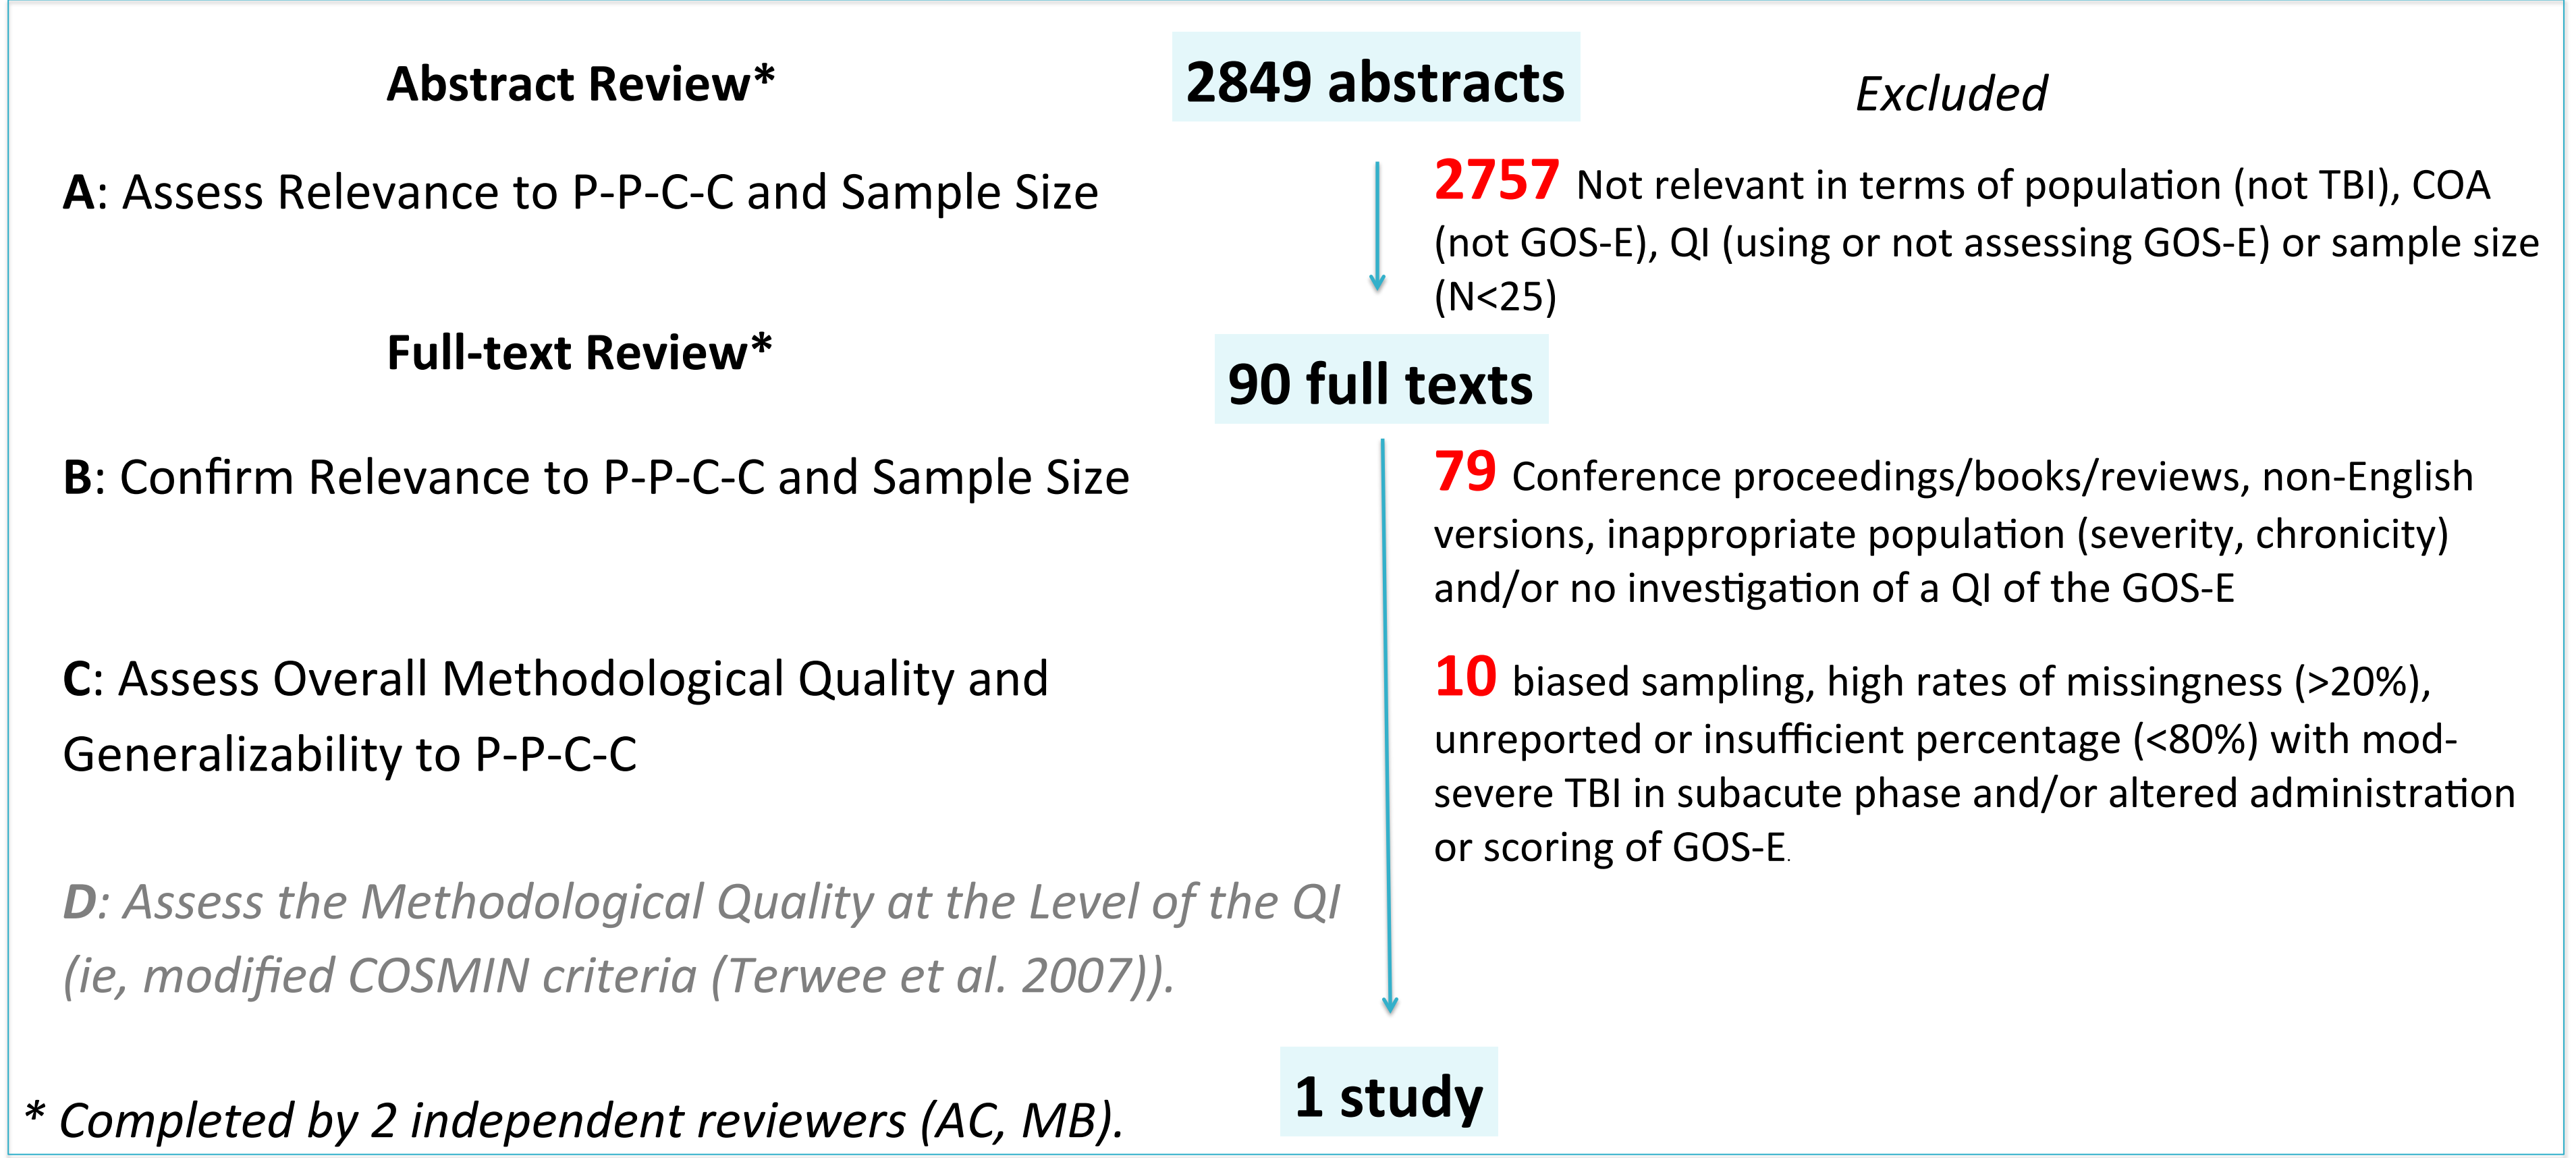 Abstract Review*
2849 abstracts
Excluded
A: Assess Relevance to P-P-C-C and Sample Size
2757 Not relevant in terms of population (not TBI), COA
(not GOS-E), QI (using or not assessing GOS-E) or sample size
(N<25)
Full-text Review*
90 full texts
B: Confirm Relevance to P-P-C-C and Sample Size
79 Conference proceedings/books/reviews, non-English
versions, inappropriate population (severity, chronicity)
and/or no investigation of a QI of the GOS-E
C: Assess Overall Methodological Quality and
Generalizability to P-P-C-C
10 biased sampling, high rates of missingness (>20%),
unreported or insufficient percentage (<80%) with mod-
severe TBI in subacute phase and/or altered administration
or scoring of GOS-E.
D: Assess the Methodological Quality at the Level of the QI
(ie, modified COSMIN criteria (Terwee et al. 2007)).
1 study
* Completed by 2 independent reviewers (AC, MB).